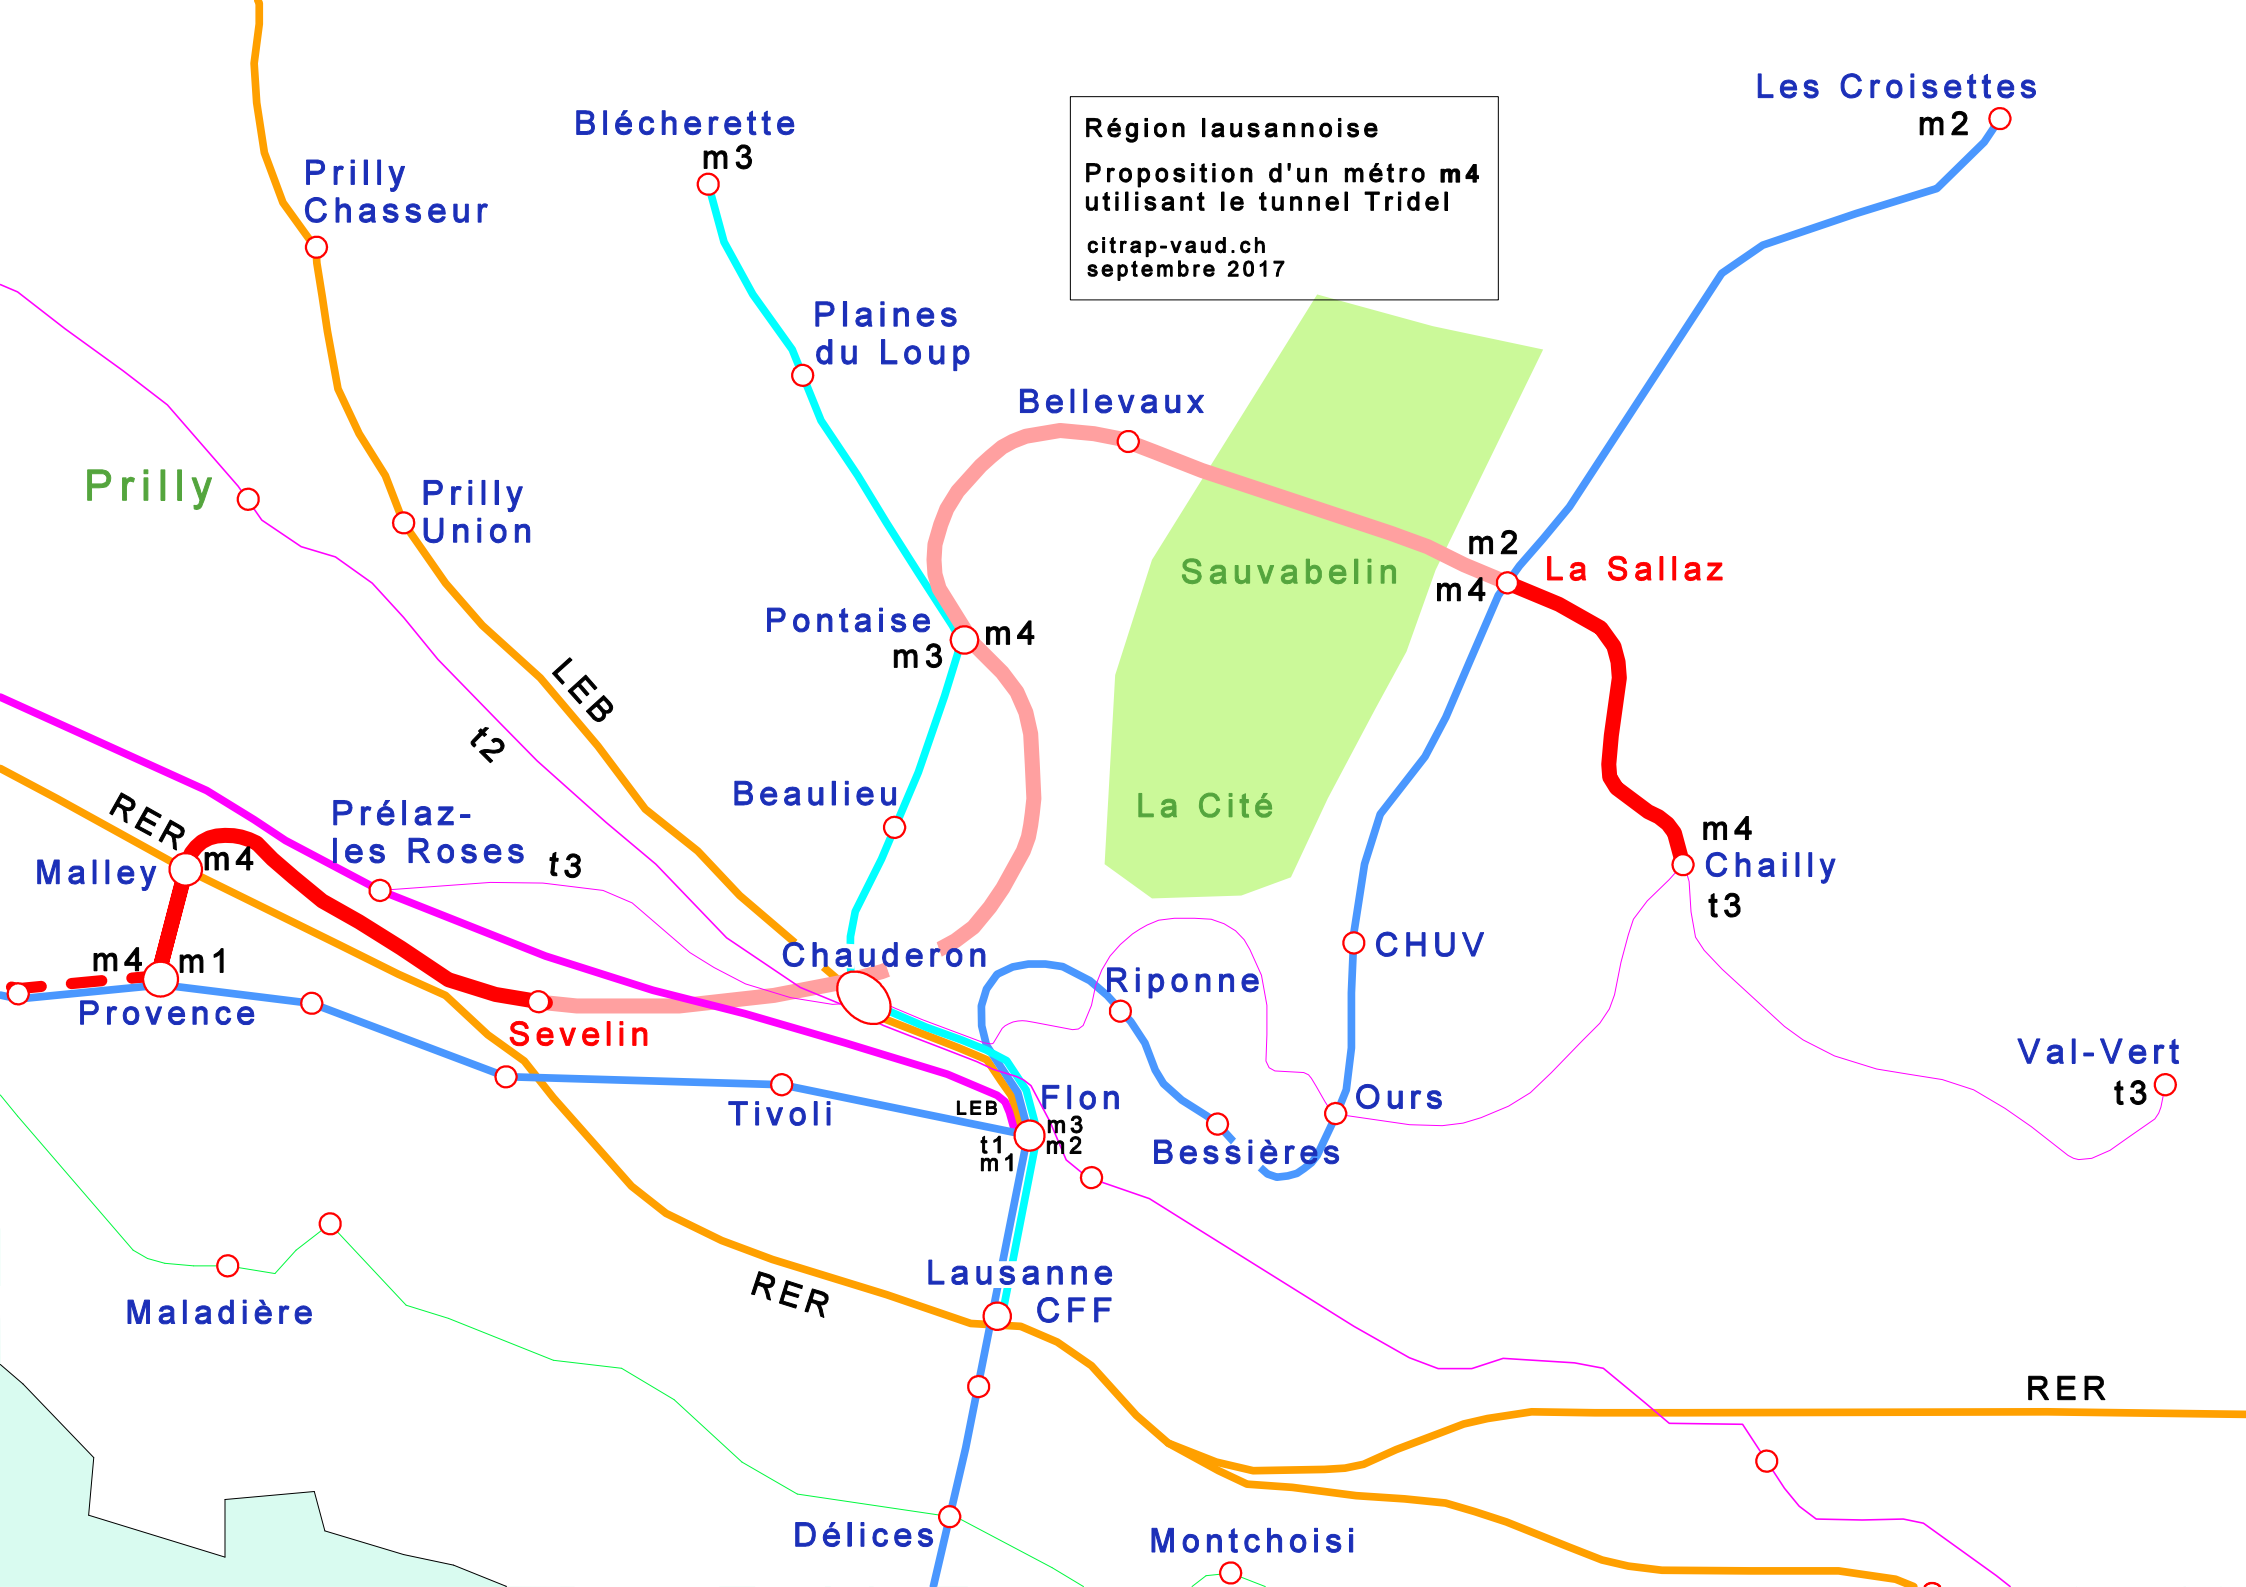 Les Croisettes
m2
Blécherette
m3
Région lausannoise
Proposition d'un métro m4
utilisant le tunnel Tridel
citrap-vaud.ch
septembre 2017
Prilly
Chasseur
Plaines
du Loup
Bellevaux
Prilly
Prilly
Union
m2
La Sallaz
m4
Sauvabelin
Pontaise
m4
m3
LEB
t2
Beaulieu
La Cité
RER
Prélaz-
les Roses
t3
Malley
m4
m4
Chailly
t3
m4
m1
Provence
Chauderon
CHUV
Riponne
Sevelin
Val-Vert
t3
Tivoli
LEB
Flon
m3
t1
m2
m1
Ours
Bessières
Lausanne
CFF
Maladière
RER
RER
Délices
Montchoisi